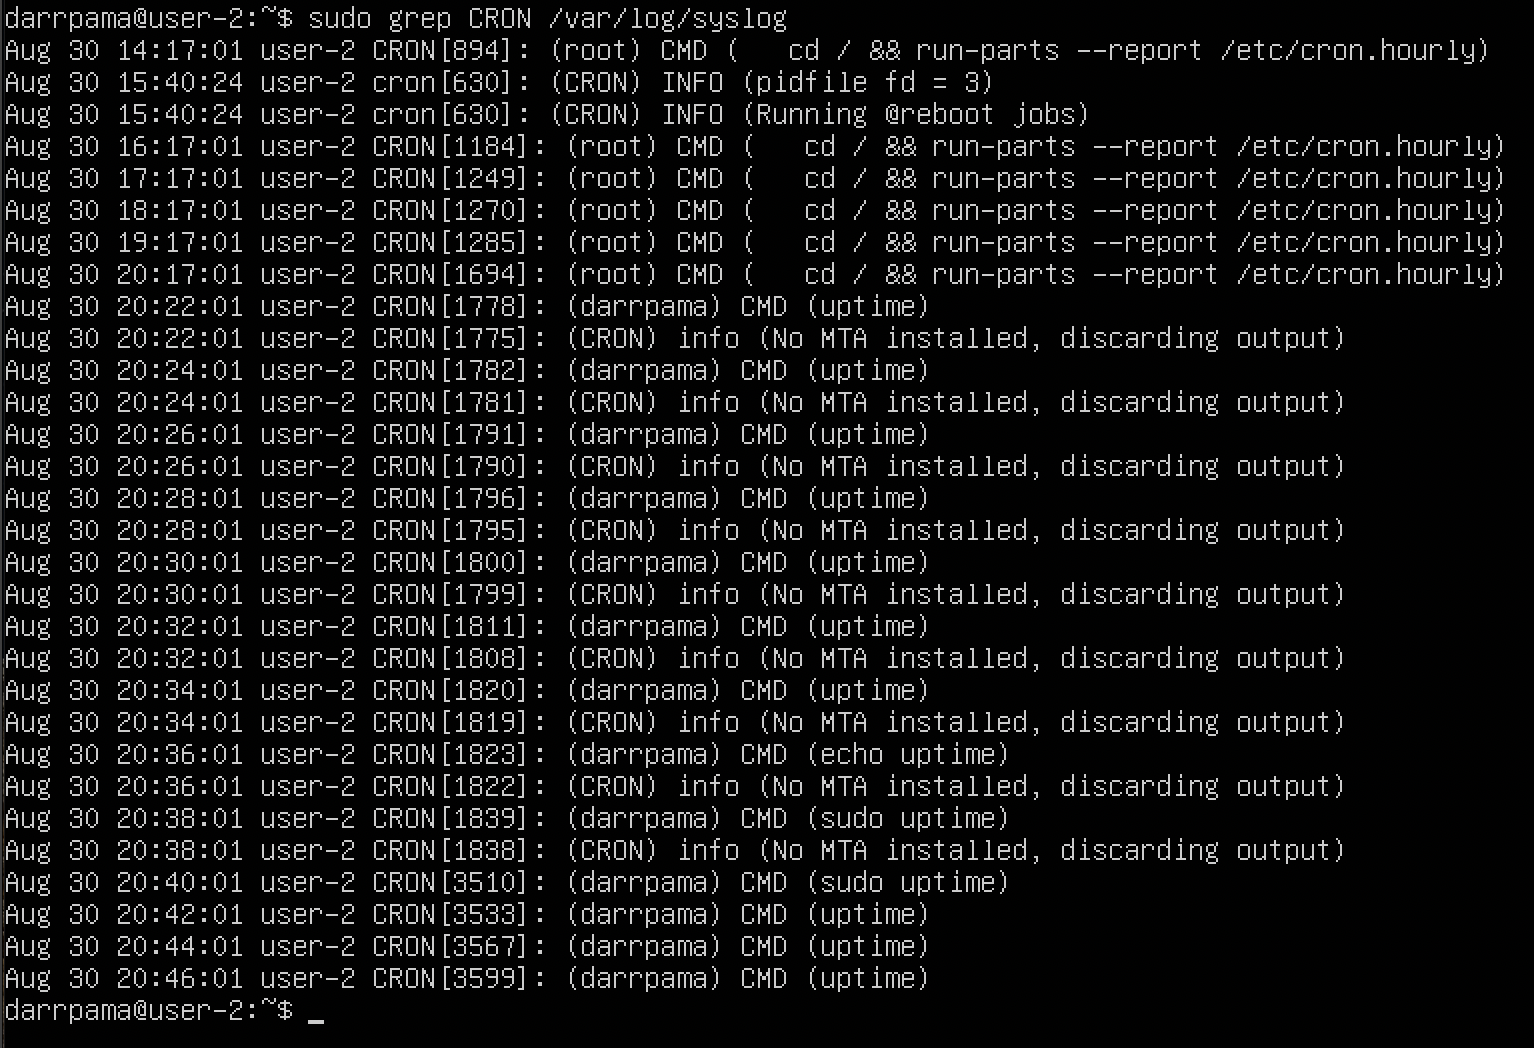 darrpama@user-2:~$ sudo grep CRON /var/log/syslog
Aug 30 14:17:01 user-2 CRON[894]: (root) CMD (   cd / && run-parts --report /etc/cron.hourly)
Aug 30 15:40:24 user-2 cron[630]: (CRON) INFO (pidfile fd = 3)
Aug 30 15:40:24 user-2 cron[630]: (CRON) INFO (Running @reboot jobs)
Aug 30 16:17:01 user-2 CRON[1184]: (root) CMD (   cd / && run-parts --report /etc/cron.hourly)
Aug 30 17:17:01 user-2 CRON[1249]: (root) CMD (   cd / && run-parts --report /etc/cron.hourly)
Aug 30 18:17:01 user-2 CRON[1270]: (root) CMD (   cd / && run-parts --report /etc/cron.hourly)
Aug 30 19:17:01 user-2 CRON[1285]: (root) CMD (   cd / && run-parts --report /etc/cron.hourly)
Aug 30 20:17:01 user-2 CRON[1694]: (root) CMD (   cd / && run-parts --report /etc/cron.hourly)
Aug 30 20:22:01 user-2 CRON[1778]: (darrpama) CMD (uptime)
Aug 30 20:22:01 user-2 CRON[1775]: (CRON) info (No MTA installed, discarding output)
Aug 30 20:24:01 user-2 CRON[1782]: (darrpama) CMD (uptime)
Aug 30 20:24:01 user-2 CRON[1781]: (CRON) info (No MTA installed, discarding output)
Aug 30 20:26:01 user-2 CRON[1791]: (darrpama) CMD (uptime)
Aug 30 20:26:01 user-2 CRON[1790]: (CRON) info (No MTA installed, discarding output)
Aug 30 20:28:01 user-2 CRON[1796]: (darrpama) CMD (uptime)
Aug 30 20:28:01 user-2 CRON[1795]: (CRON) info (No MTA installed, discarding output)
Aug 30 20:30:01 user-2 CRON[1800]: (darrpama) CMD (uptime)
Aug 30 20:30:01 user-2 CRON[1799]: (CRON) info (No MTA installed, discarding output)
Aug 30 20:32:01 user-2 CRON[1811]: (darrpama) CMD (uptime)
Aug 30 20:32:01 user-2 CRON[1808]: (CRON) info (No MTA installed, discarding output)
Aug 30 20:34:01 user-2 CRON[1820]: (darrpama) CMD (uptime)
Aug 30 20:34:01 user-2 CRON[1819]: (CRON) info (No MTA installed, discarding output)
Aug 30 20:36:01 user-2 CRON[1823]: (darrpama) CMD (echo uptime)
Aug 30 20:36:01 user-2 CRON[1822]: (CRON) info (No MTA installed, discarding output)
Aug 30 20:38:01 user-2 CRON[1839]: (darrpama) CMD (sudo uptime)
Aug 30 20:38:01 user-2 CRON[1838]: (CRON) info (No MTA installed, discarding output)
Aug 30 20:40:01 user-2 CRON[3510]: (darrpama) CMD (sudo uptime)
Aug 30 20:42:01 user-2 CRON[3533]: (darrpama) CMD (uptime)
Aug 30 20:44:01 user-2 CRON[3567]: (darrpama) CMD (uptime)
Aug 30 20:46:01 user-2 CRON[3599]: (darrpama) CMD (uptime)
darrpama@user-2:~$ _